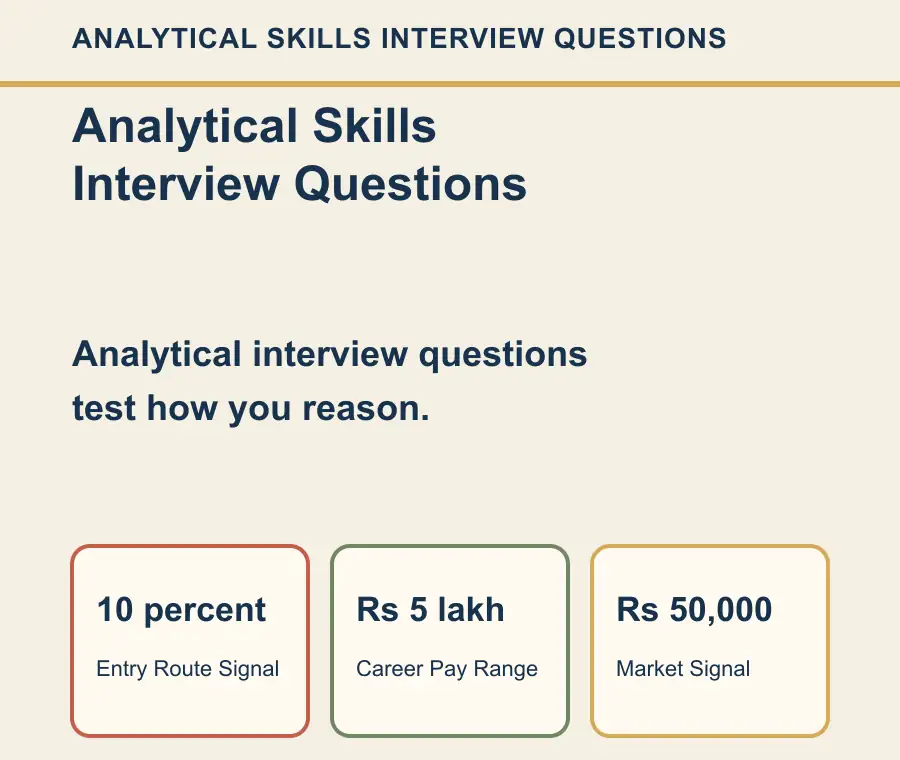 ANALYTICAL SKILLS INTERVIEW QUESTIONS
Analytical Skills
Interview Questions
Analytical interview questions
test how you reason.
10 percent
Entry Route Signal
Rs 5 lakh
Career Pay Range
Rs 50,000
Market Signal